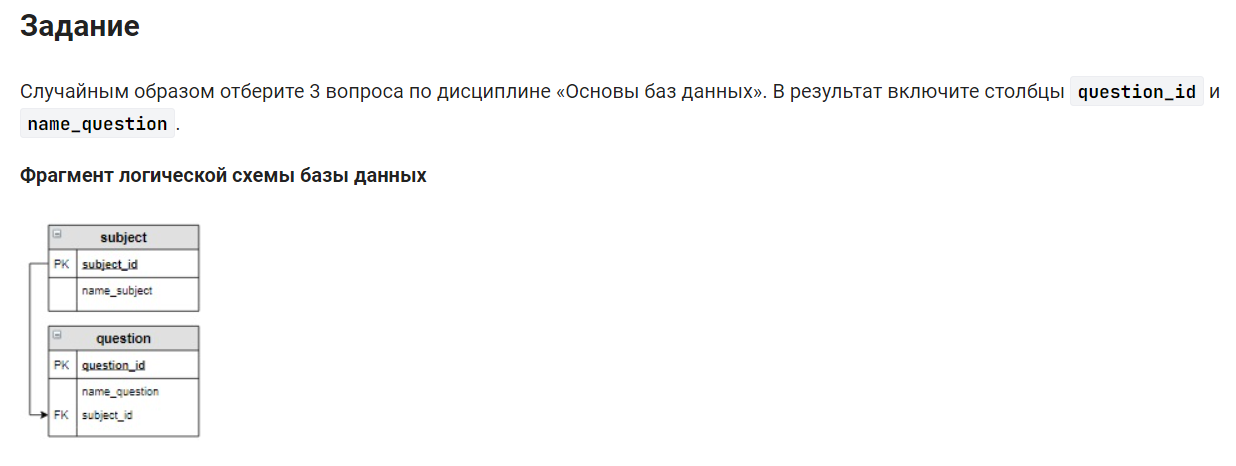 Задание
Случайным образом отберите 3 вопроса по дисциплине «Основы баз данных». В результат включите столбцы question_id и
name_question.
Фрагмент логической схемы базы данных
subject
PK subject_id
name_subject
question
PK question_id
name_question
FK subject_id